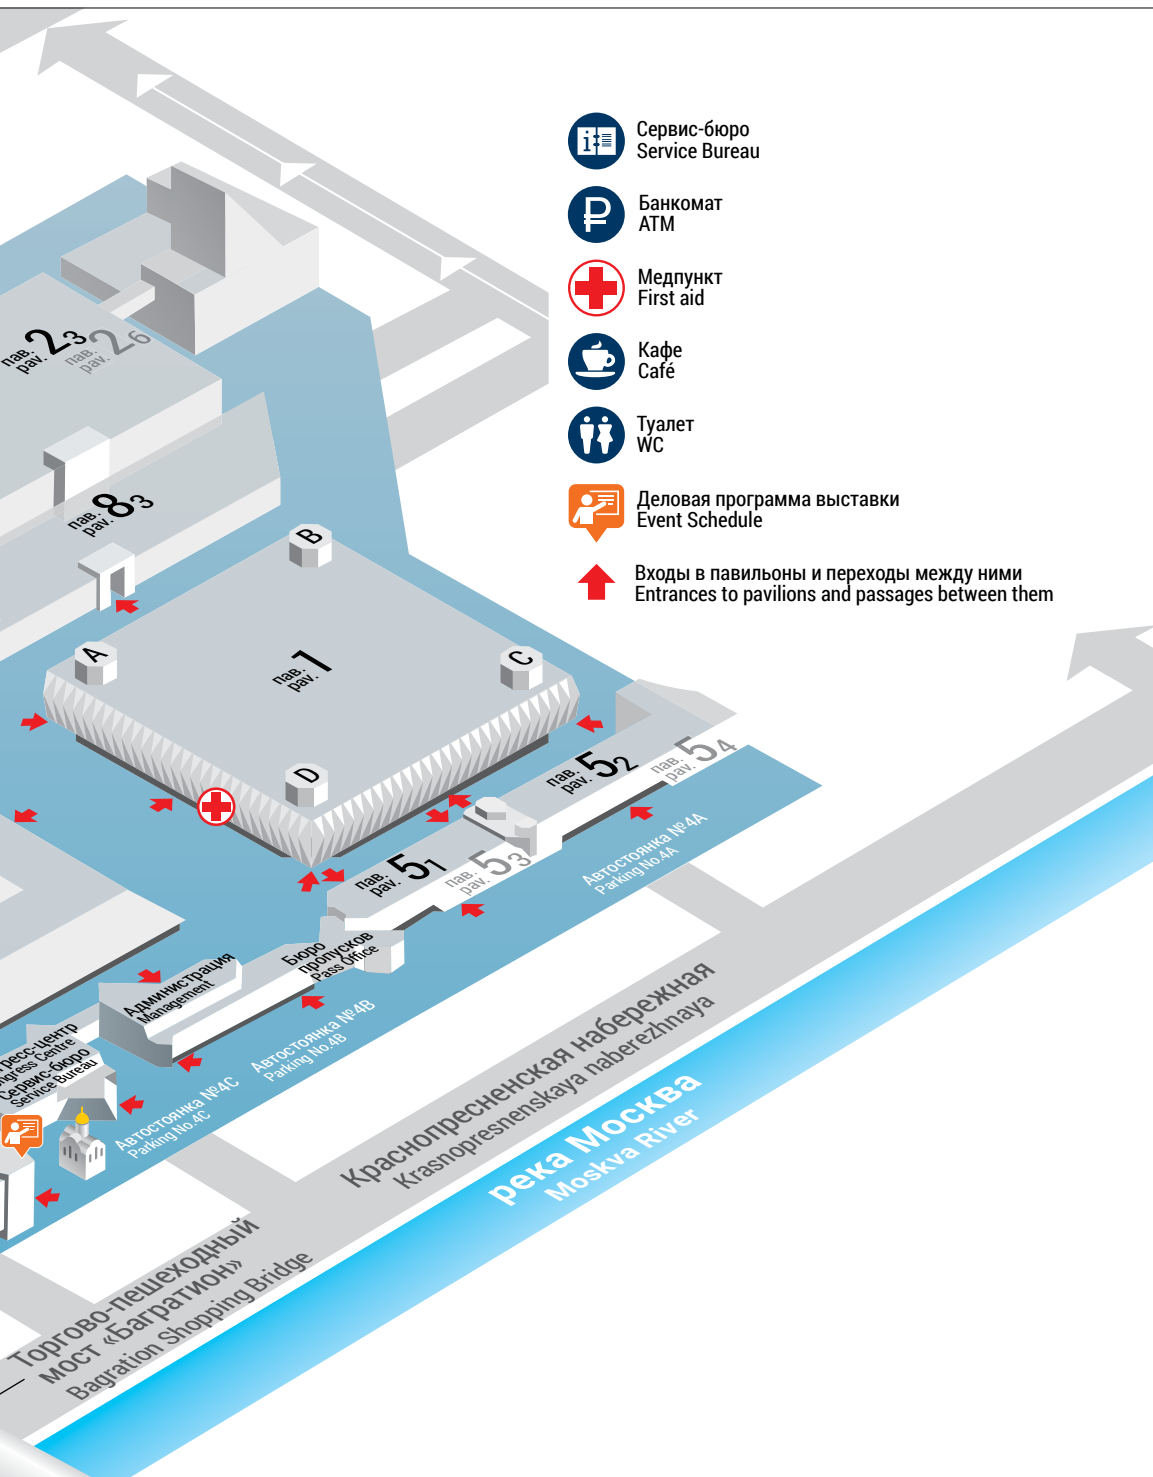 Сервис-бюро
Service Bureau
Банкомат
ATM
Медпункт
First aid
Кафе
Café
Туалет
WC
Деловая программа выставки
Event Schedule
Входы в павильоны и переходы между ними
Entrances to pavilions and passages between them
пав.
pav. 2 3
пав.
pav. 2 6
пав.
pav. 8 3
B
A
C
D
пав.
pav. 1
пав.
pav. 5 2
пав.
pav. 5 4
пав.
pav. 5 1
пав.
pav. 5 3
Автостоянка №4А
Parking No.4A
Бюро
пропусков
Pass Office
Администрация
Management
Автостоянка №4В
Parking No.4B
Centre
Сервис-бюро
Service Bureau
Автостоянка №4С
Parking No.4C
Краснопресненская набережная
Krasnopresnenskaya naberezhnaya
река Москва
Moskva River
Торгово-пешеходный
мост «Багратион»
Bagration Shopping Bridge